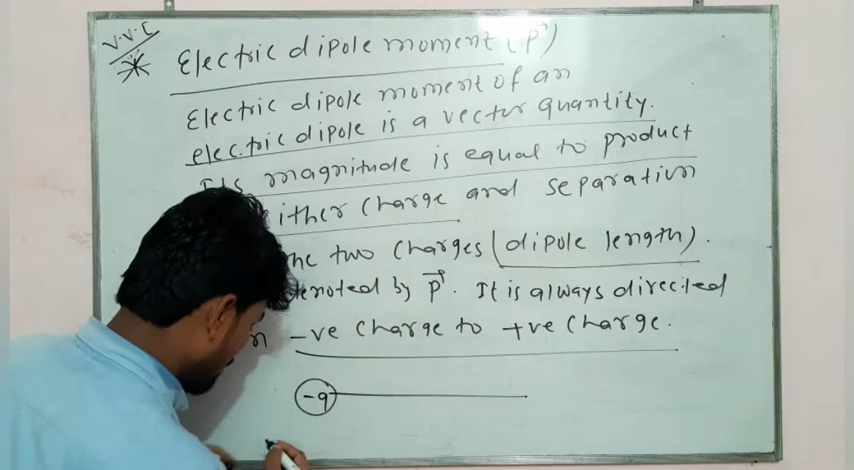 V.V.I
Electric dipole moment (p⃗)
Electric dipole moment of an
electric dipole is a vector quantity.
Its magnitude is equal to product
either charge and separation
the two charges (dipole length).
denoted by p⃗. It is always direcited
-ve charge to +ve charge.
-q